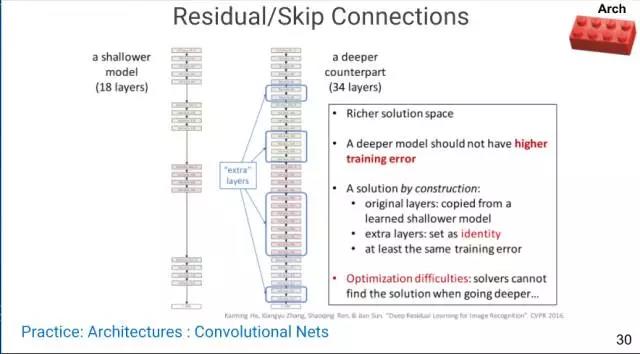 Residual/Skip Connections
Arch
a shallower
model
(18 layers)
a deeper
counterpart
(34 layers)
"extra"
layers
• Richer solution space
• A deeper model should not have higher
training error
• A solution by construction:
• original layers: copied from a
learned shallower model
• extra layers: set as identity
• at least the same training error
• Optimization difficulties: solvers cannot
find the solution when going deeper...
Kaiming He, Xiangyu Zhang, Shaoqing Ren, & Jian Sun. "Deep Residual Learning for Image Recognition". CVPR 2016.
Practice: Architectures : Convolutional Nets
30